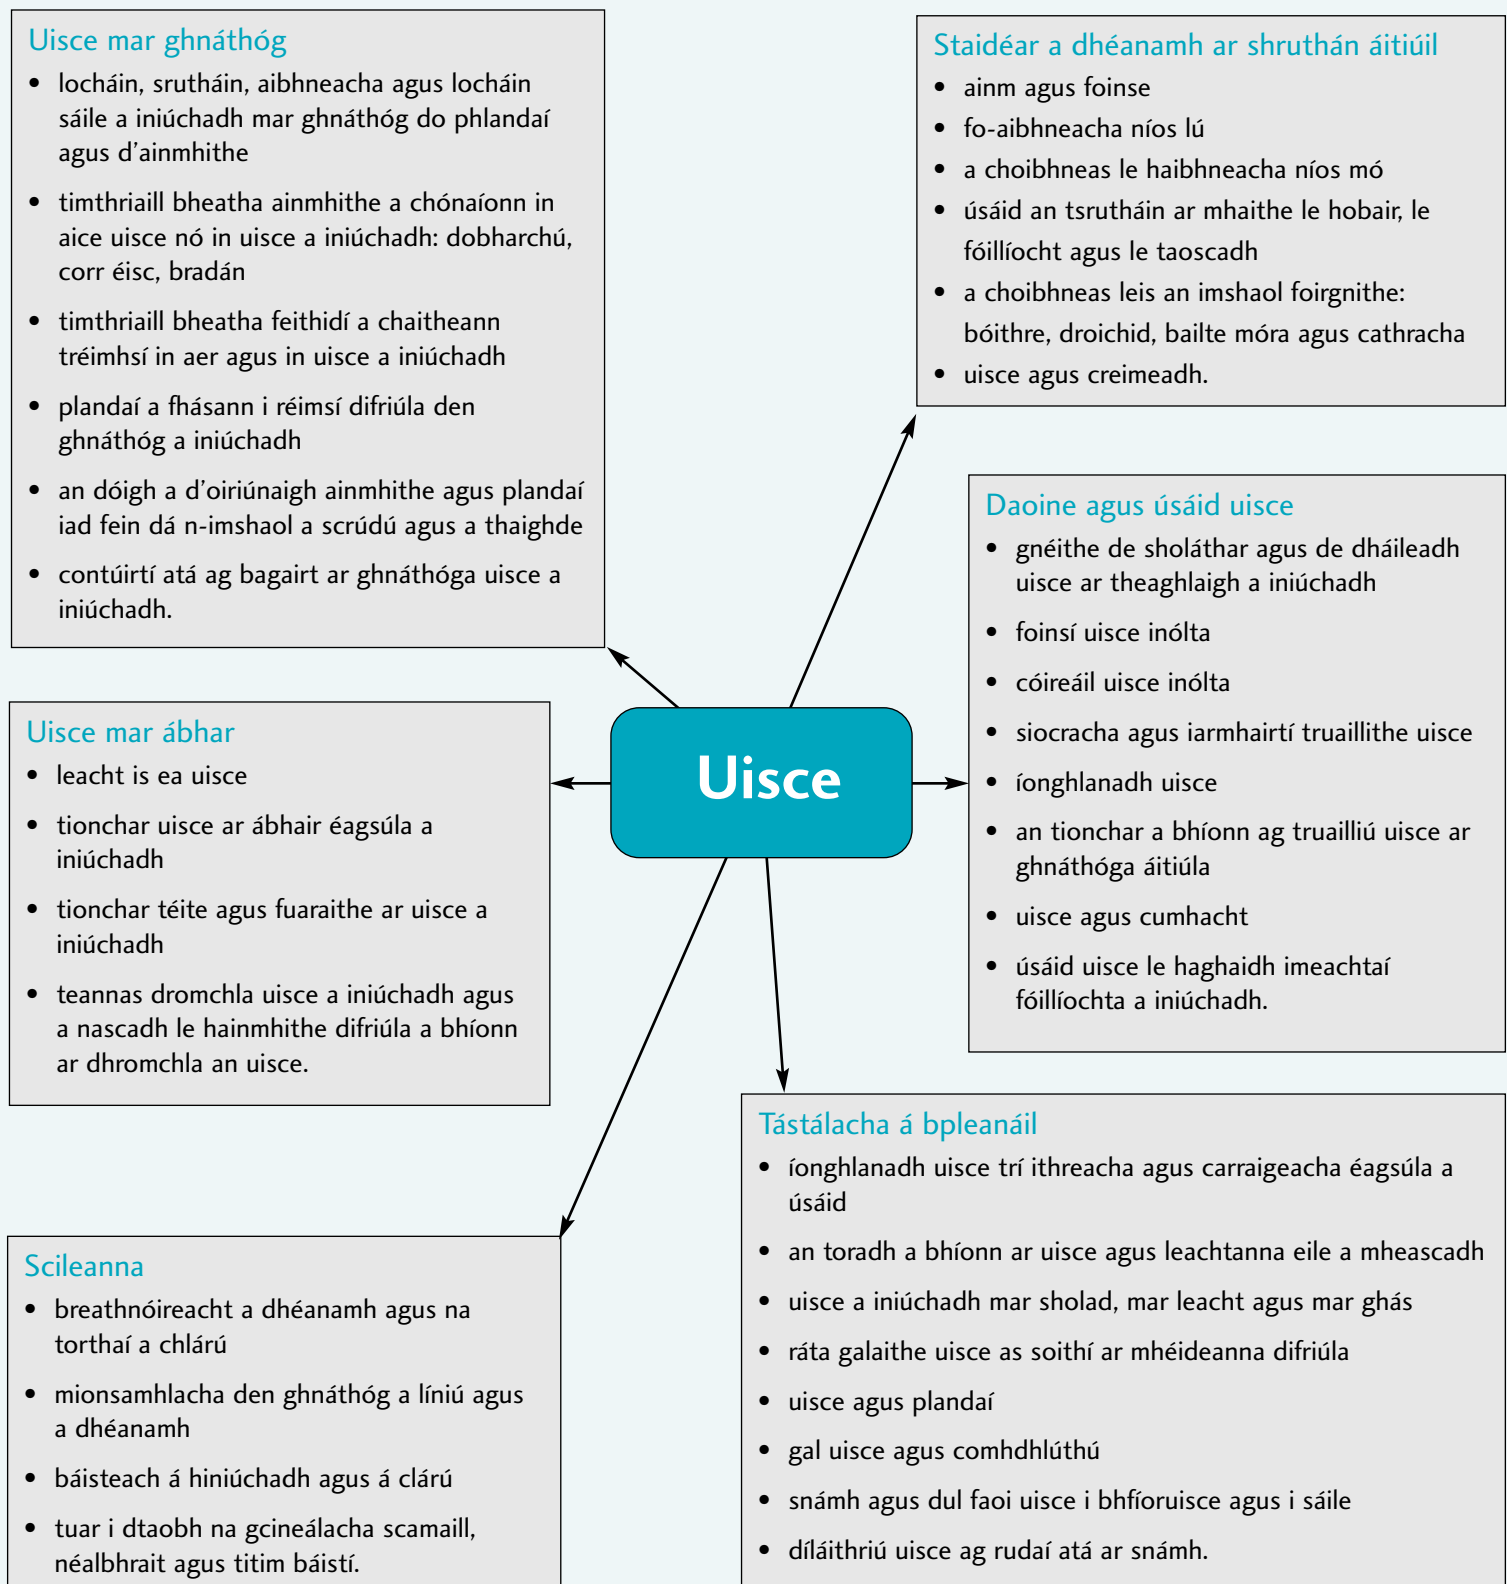 Uisce mar ghnáthóg
• locháin, srutháin, aibhneacha agus locháin
sáile a iniúchadh mar ghnáthóg do phlandaí
agus d'ainmhithe
• timthriaill bheatha ainmhithe a chónaíonn in
aice uisce nó in uisce a iniúchadh: dobharchú,
corr éisc, bradán
• timthriaill bheatha feithidí a chaitheann
tréimhsí in aer agus in uisce a iniúchadh
• plandaí a fhásann i réimsí difriúla den
ghnáthóg a iniúchadh
• an dóigh a d'oiriúnaigh ainmhithe agus plandaí
iad fein dá n-imshaol a scrúdú agus a thaighde
• contúirtí atá ag bagairt ar ghnáthóga uisce a
iniúchadh.
Staidéar a dhéanamh ar shruthán áitiúil
• ainm agus foinse
• fo-aibhneacha níos lú
• a choibhneas le haibhneacha níos mó
• úsáid an tsrutháin ar mhaithe le hobair, le
fóillíocht agus le taoscadh
• a choibhneas leis an imshaol foirgnithe:
bóithre, droichid, bailte móra agus cathracha
• uisce agus creimeadh.
Daoine agus úsáid uisce
• gnéithe de sholáthar agus de dháileadh
uisce ar theaghlaigh a iniúchadh
• foinsí uisce inólta
• cóireáil uisce inólta
• siocracha agus iarmhairtí truaillithe uisce
• íonghlanadh uisce
• an tionchar a bhíonn ag truailliú uisce ar
ghnáthóga áitiúla
• uisce agus cumhacht
• úsáid uisce le haghaidh imeachtaí
fóillíochta a iniúchadh.
Uisce
Uisce mar ábhar
• leacht is ea uisce
• tionchar uisce ar ábhair éagsúla a
iniúchadh
• tionchar téite agus fuaraithe ar uisce a
iniúchadh
• teannas dromchla uisce a iniúchadh agus
a nascadh le hainmhithe difriúla a bhíonn
ar dhromchla an uisce.
Tástálacha á bpleanáil
• íonghlanadh uisce trí ithreacha agus carraigeacha éagsúla a
úsáid
• an toradh a bhíonn ar uisce agus leachtanna eile a mheascadh
• uisce a iniúchadh mar sholad, mar leacht agus mar ghás
• ráta galaithe uisce as soithí ar mhéideanna difriúla
• uisce agus plandaí
• gal uisce agus comhdhlúthú
• snámh agus dul faoi uisce i bhfíoruisce agus i sáile
• díláithriú uisce ag rudaí atá ar snámh.
Scileanna
• breathnóireacht a dhéanamh agus na
torthaí a chlárú
• mionsamhlacha den ghnáthóg a líniú agus
a dhéanamh
• báisteach á hiniúchadh agus á clárú
• tuar i dtaobh na gcineálacha scamaill,
néalbhrait agus titim báistí.